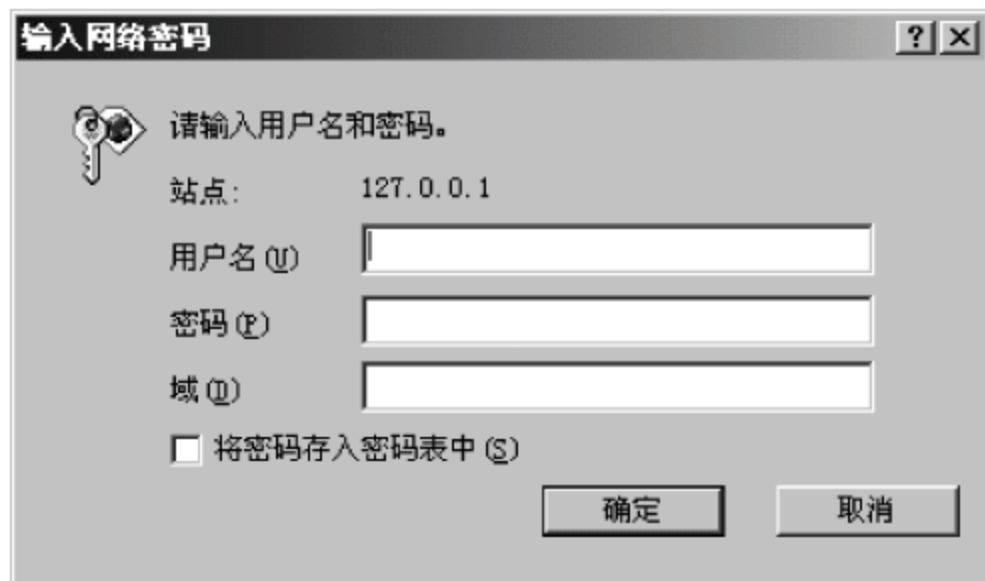 输入网络密码
请输入用户名和密码。
站点: 127.0.0.1
用户名(U)
密码(P)
域(D)
将密码存入密码表中(S)
确定 取消